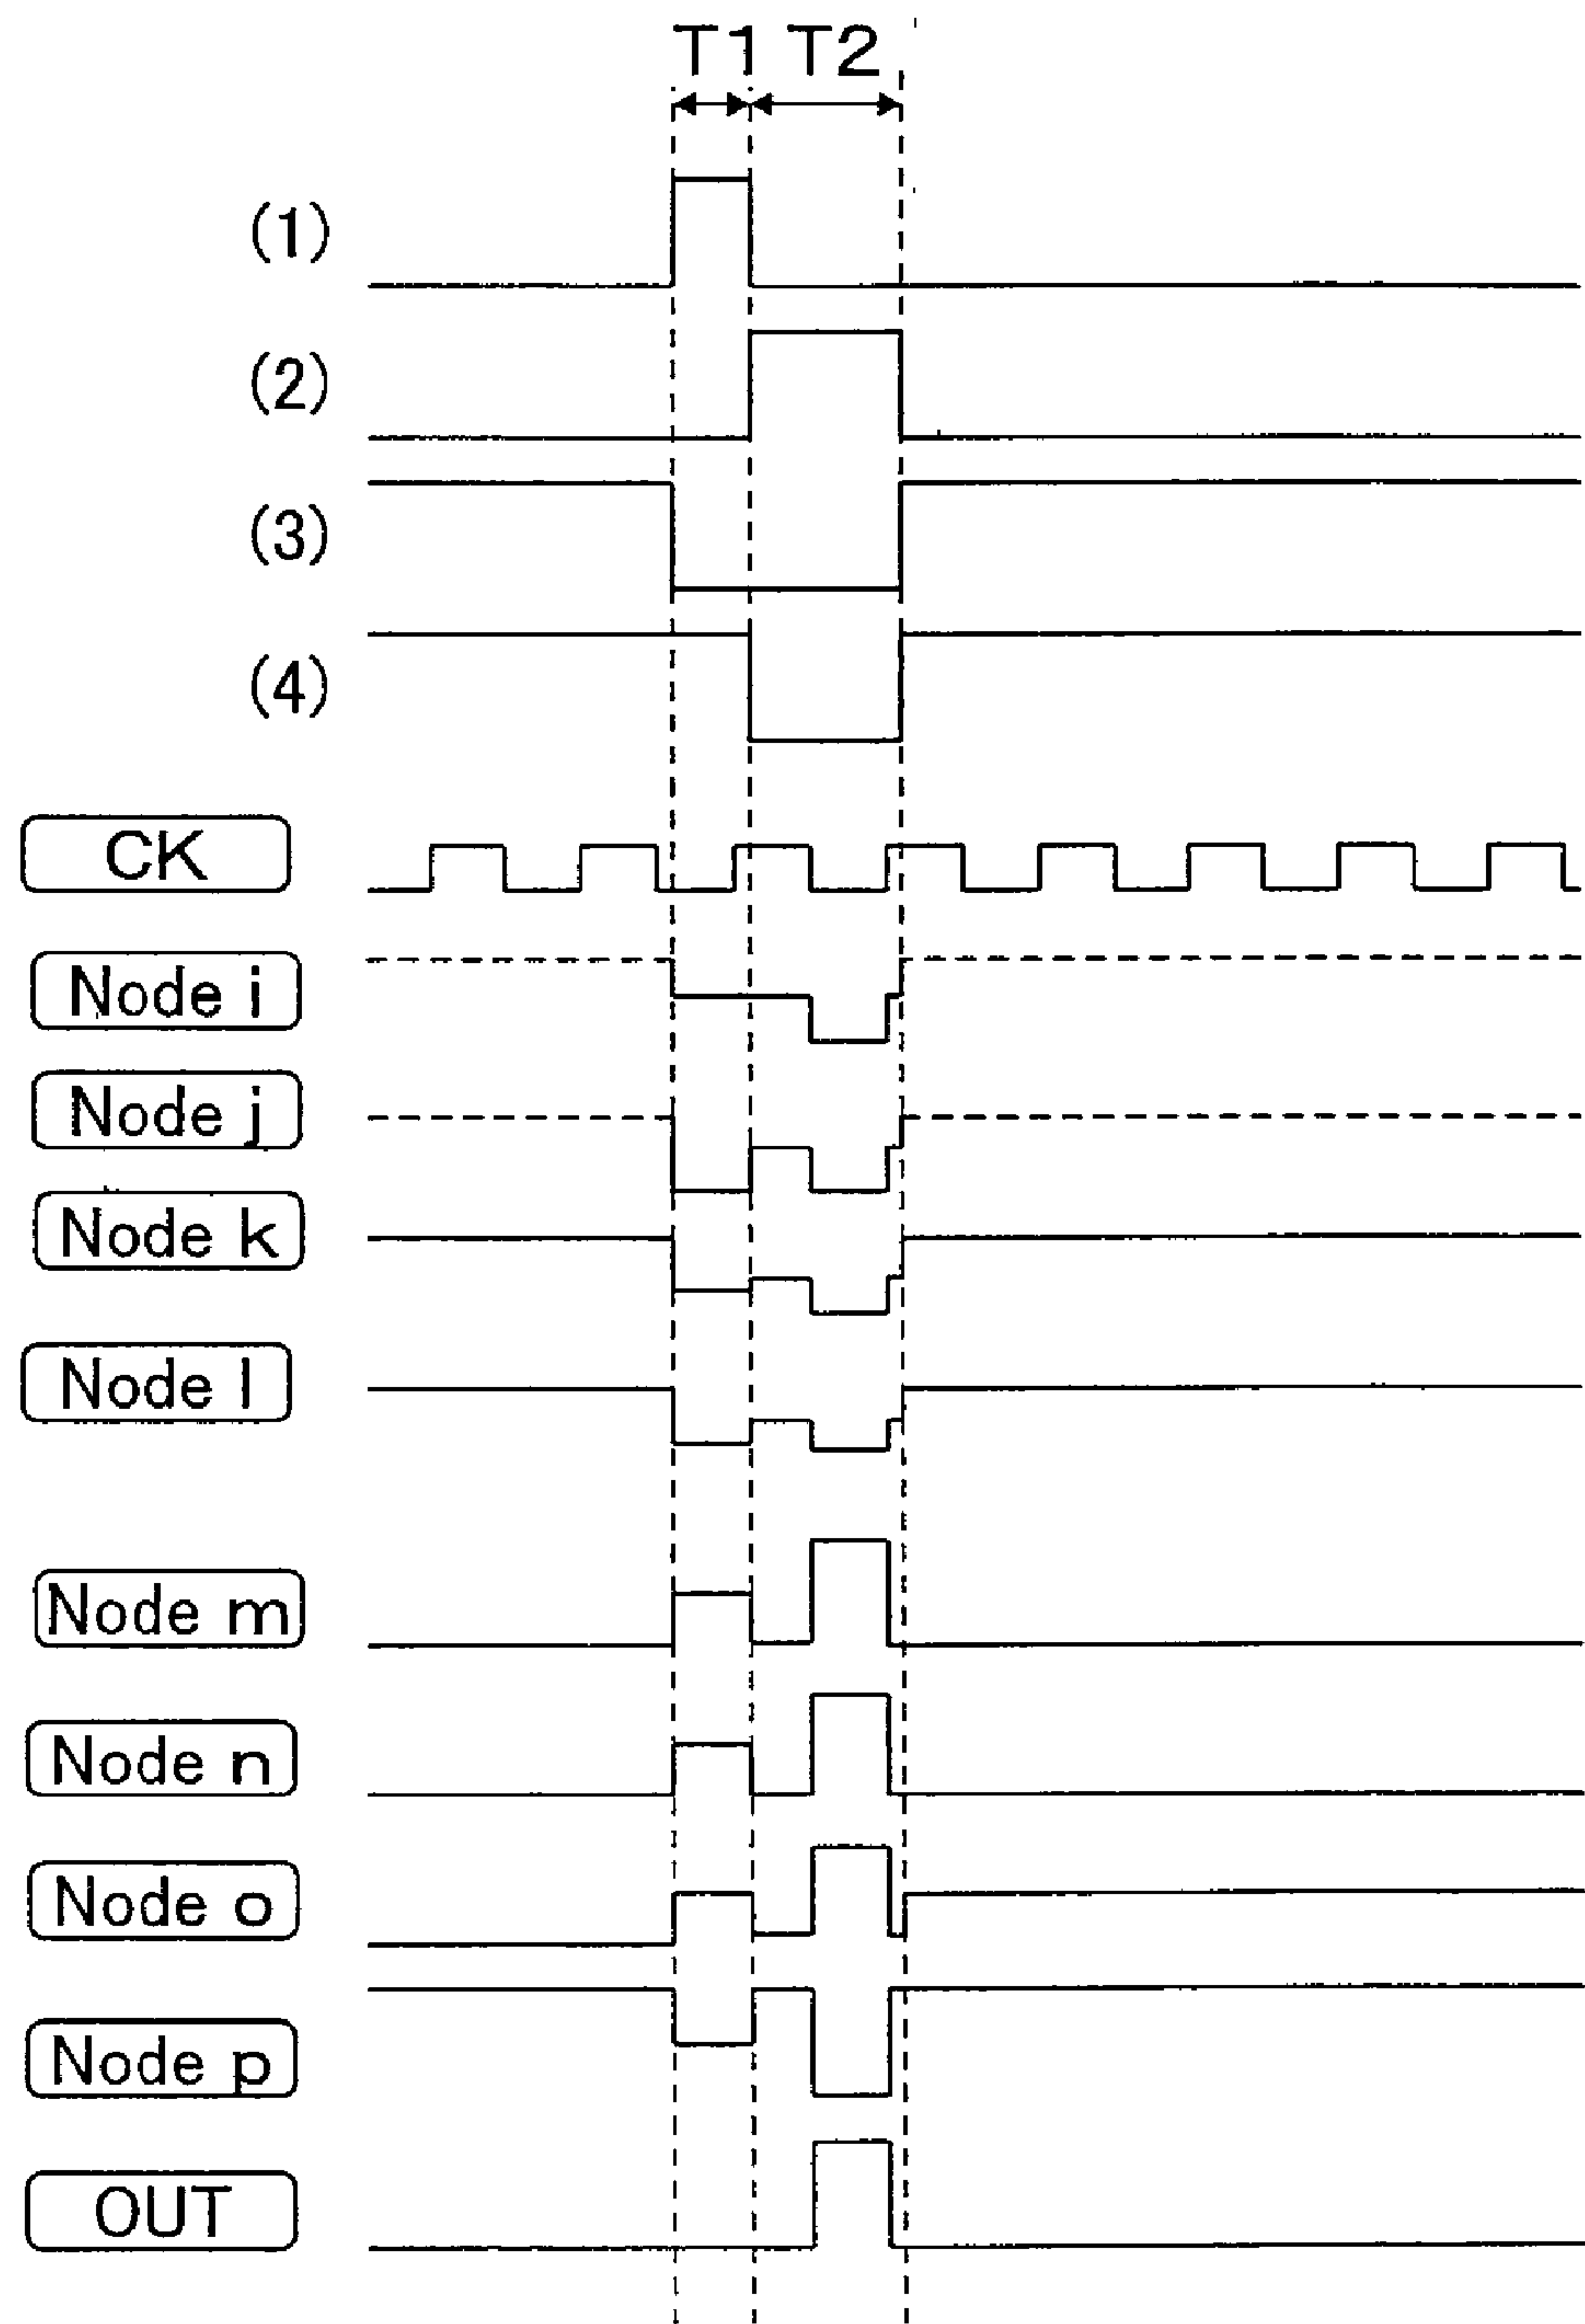 T1 T2
(1)
(2)
(3)
(4)
CK
Node i
Node j
Node k
Node l
Node m
Node n
Node o
Node p
OUT